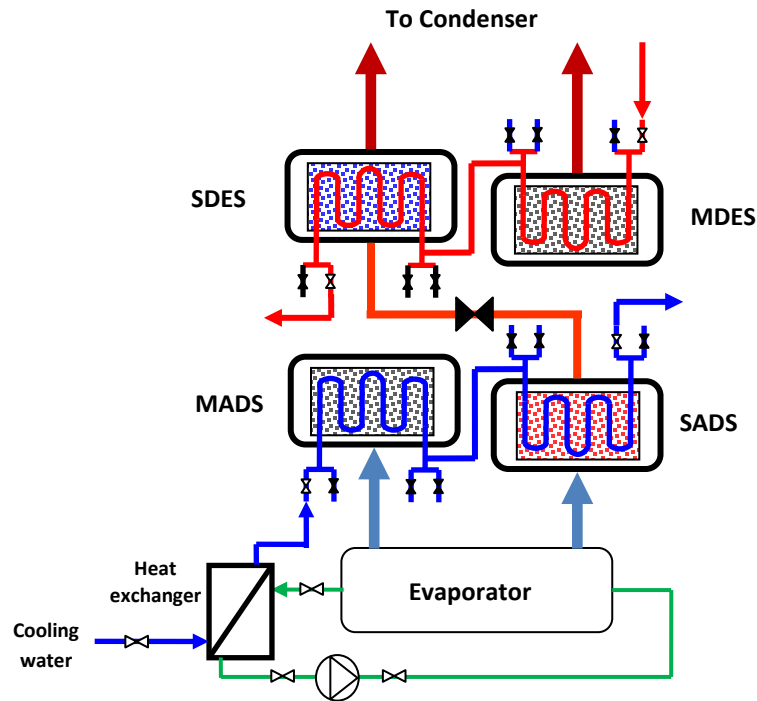 To Condenser
SDES
MDES
MADS
SADS
Heat
exchanger
Evaporator
Cooling
water